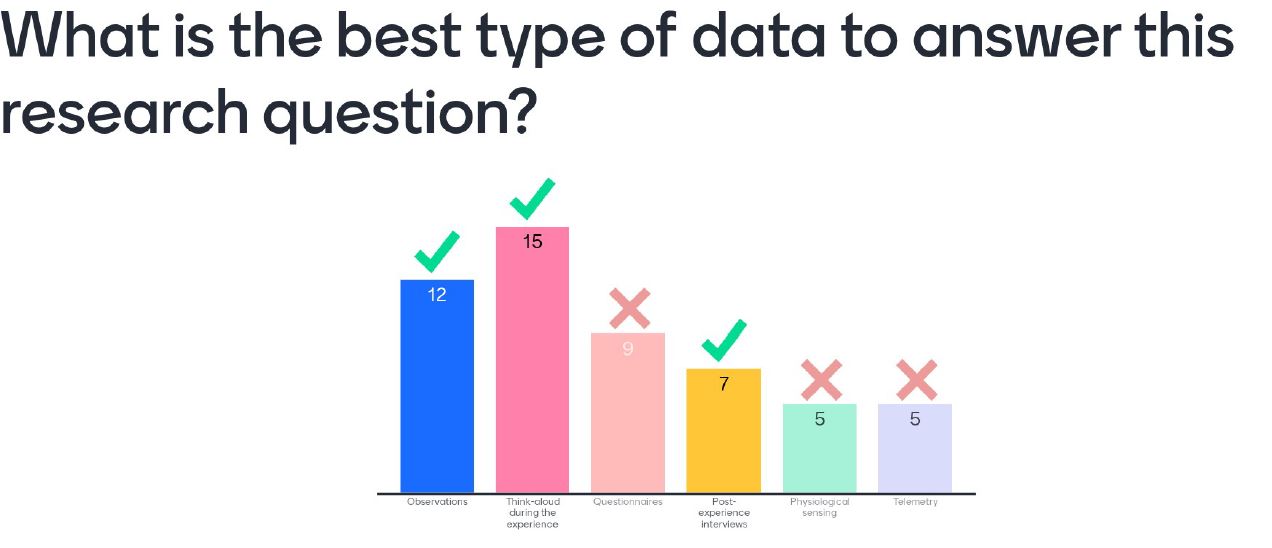 What is the best type of data to answer this
research question?
12
15
9
7
5
5
Observations
Think-aloud
during the
experience
Questionnaires
Post-
experience
interviews
Physiological
sensing
Telemetry